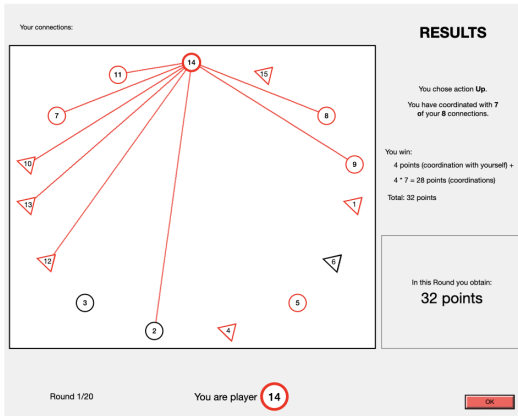 Your connections:
RESULTS
14
11
15
7
8
10
9
13
1
12
6
3
5
2
4
You chose action Up.
You have coordinated with 7
of your 8 connections.
You win:
4 points (coordination with yourself) +
4 * 7 = 28 points (coordinations)
Total: 32 points
In this Round you obtain:
32 points
Round 1/20
You are player 14
OK